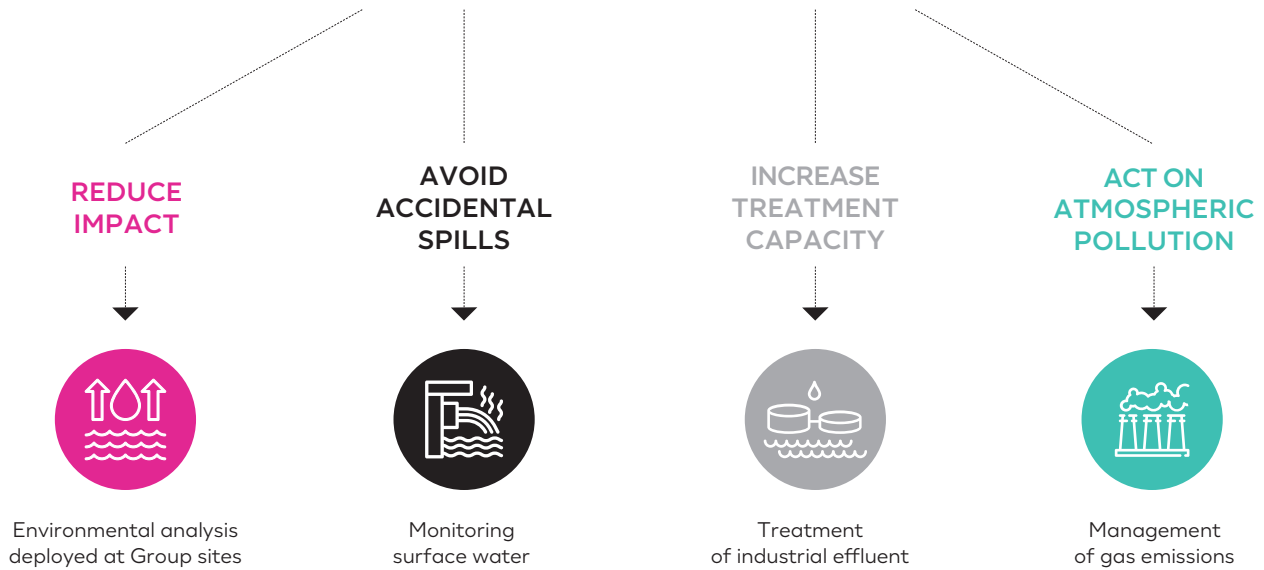 REDUCE
IMPACT
AVOID
ACCIDENTAL
SPILLS
INCREASE
TREATMENT
CAPACITY
ACT ON
ATMOSPHERIC
POLLUTION
Environmental analysis
deployed at Group sites
Monitoring
surface water
Treatment
of industrial effluent
Management
of gas emissions